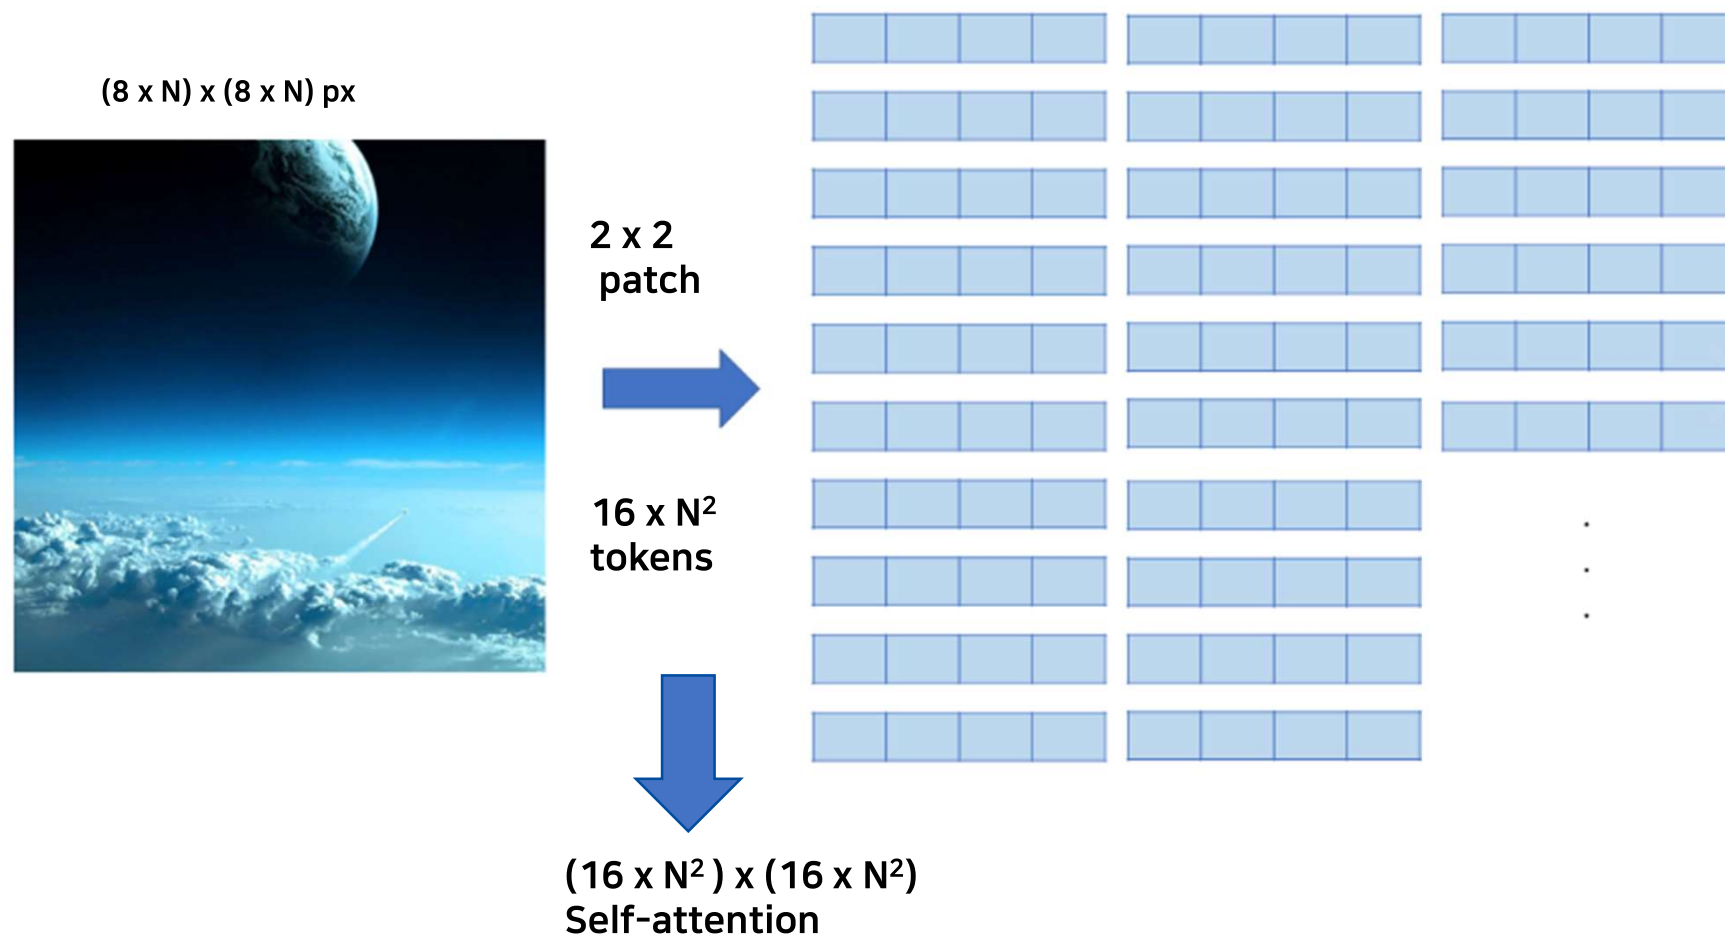 (8 x N) x (8 x N) px
2 x 2
patch
16 x N²
tokens
(16 x N² ) x (16 x N²)
Self-attention